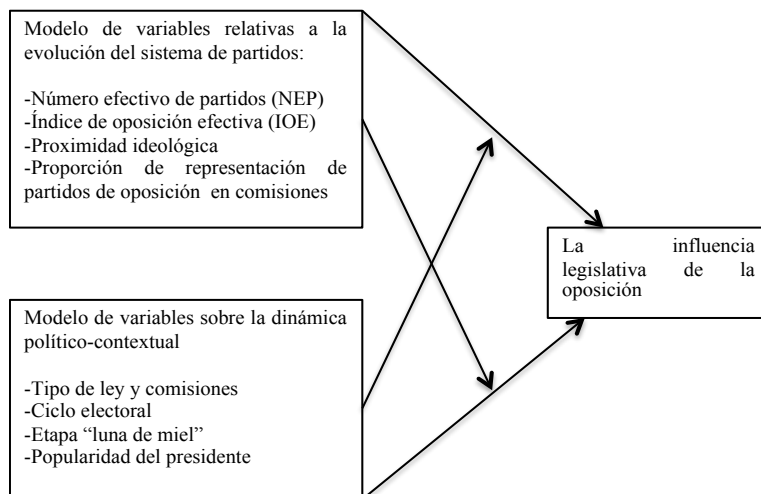 Modelo de variables relativas a la
evolución del sistema de partidos:
-Número efectivo de partidos (NEP)
-Índice de oposición efectiva (IOE)
-Proximidad ideológica
-Proporción de representación de
partidos de oposición en comisiones
La influencia
legislativa de la
oposición
Modelo de variables sobre la dinámica
político-contextual
-Tipo de ley y comisiones
-Ciclo electoral
-Etapa “luna de miel”
-Popularidad del presidente